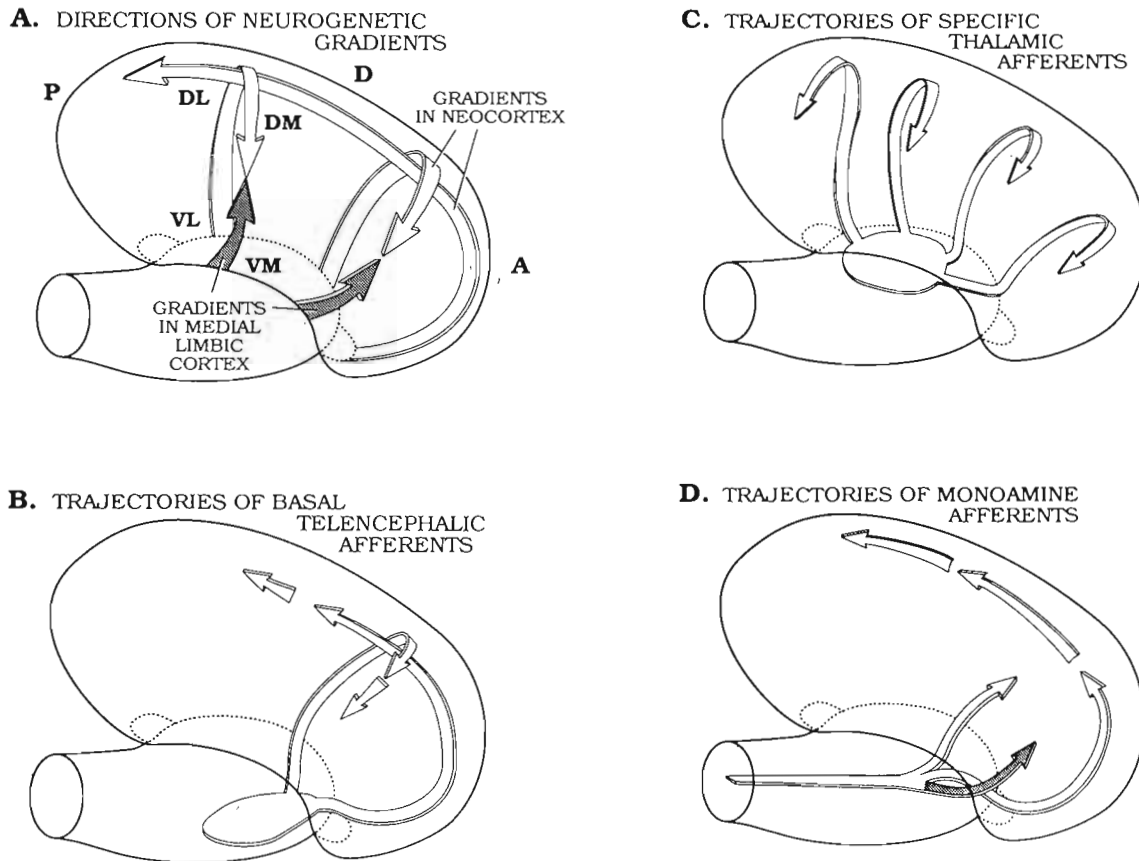 A. DIRECTIONS OF NEUROGENETIC
GRADIENTS
P
D
DL
DM
GRADIENTS
IN NEOCORTEX
VL
VM
A
GRADIENTS
IN MEDIAL
LIMBIC
CORTEX
B. TRAJECTORIES OF BASAL
TELENCEPHALIC
AFFERENTS
C. TRAJECTORIES OF SPECIFIC
THALAMIC
AFFERENTS
D. TRAJECTORIES OF MONOAMINE
AFFERENTS